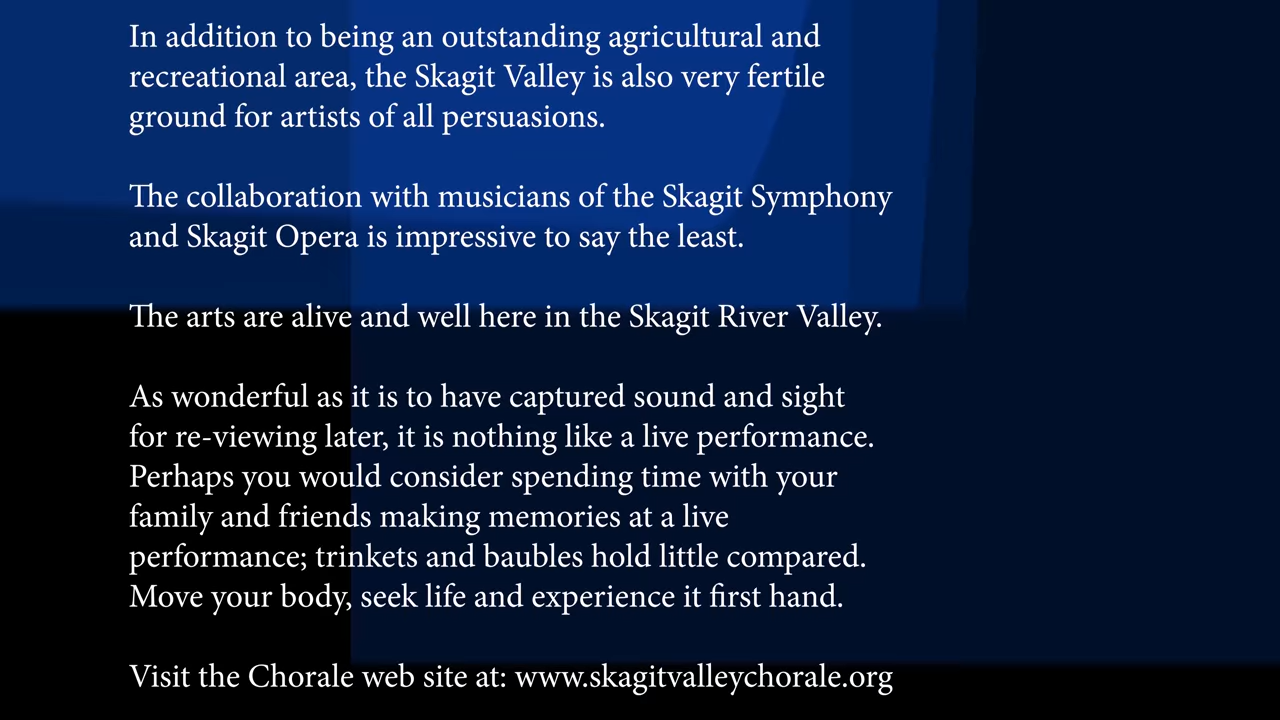 In addition to being an outstanding agricultural and
recreational area, the Skagit Valley is also very fertile
ground for artists of all persuasions.
The collaboration with musicians of the Skagit Symphony
and Skagit Opera is impressive to say the least.
The arts are alive and well here in the Skagit River Valley.
As wonderful as it is to have captured sound and sight
for re-viewing later, it is nothing like a live performance.
Perhaps you would consider spending time with your
family and friends making memories at a live
performance; trinkets and baubles hold little compared.
Move your body, seek life and experience it first hand.
Visit the Chorale web site at: www.skagitvalleychorale.org